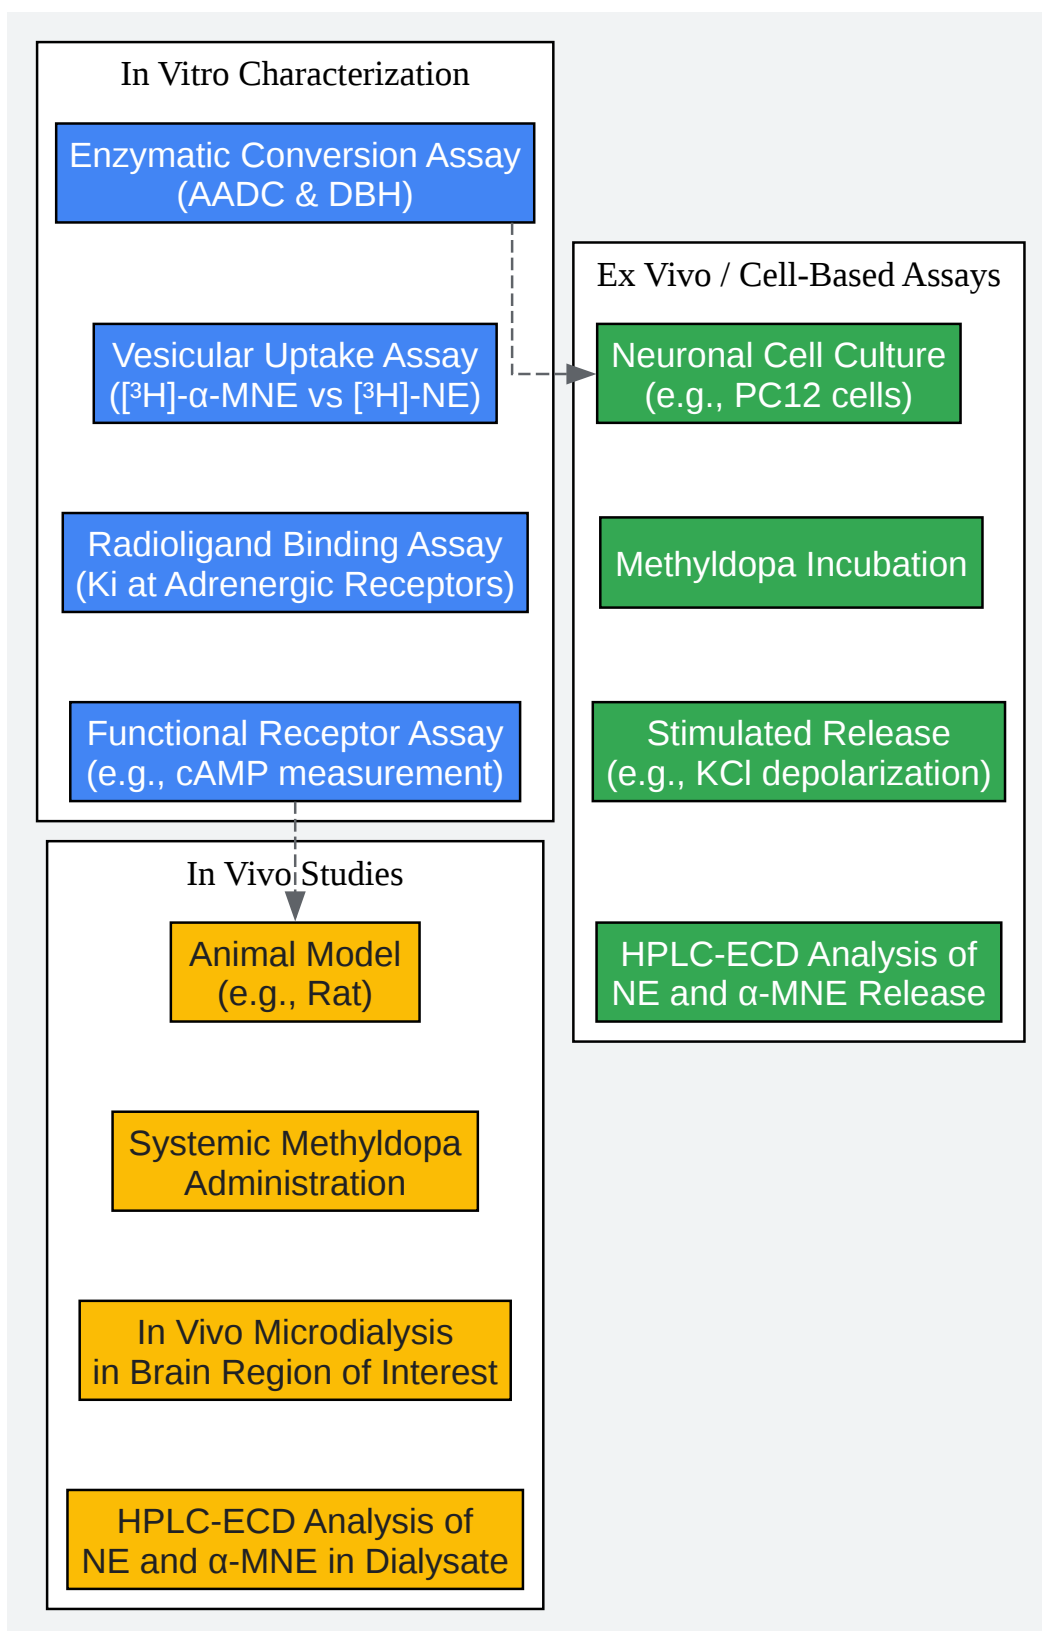 In Vitro Characterization
Enzymatic Conversion Assay
(AADC & DBH)
Vesicular Uptake Assay
([³H]-α-MNE vs [³H]-NE)
Radioligand Binding Assay
(Ki at Adrenergic Receptors)
Functional Receptor Assay
(e.g., cAMP measurement)
Ex Vivo / Cell-Based Assays
Neuronal Cell Culture
(e.g., PC12 cells)
Methyldopa Incubation
Stimulated Release
(e.g., KCl depolarization)
HPLC-ECD Analysis of
NE and α-MNE Release
In Vivo Studies
Animal Model
(e.g., Rat)
Systemic Methyldopa
Administration
In Vivo Microdialysis
in Brain Region of Interest
HPLC-ECD Analysis of
NE and α-MNE in Dialysate